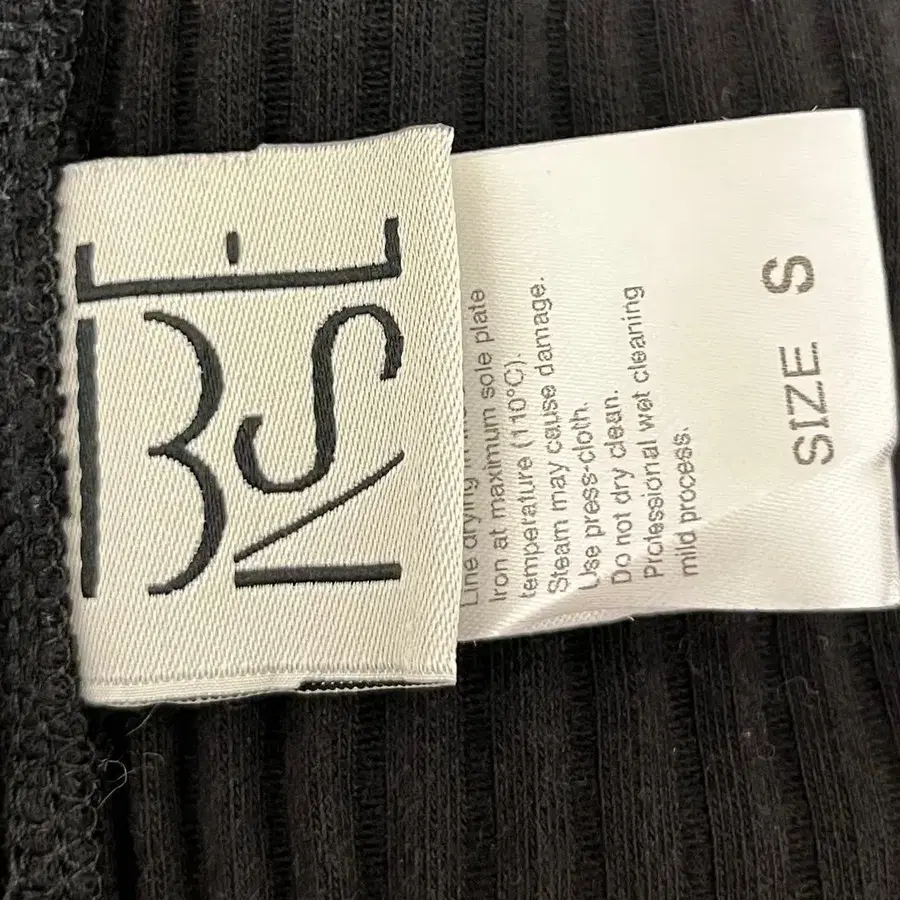 Line drying
Iron at maximum sole plate
temperature (110°C).
Steam may cause damage.
Use press-cloth.
Do not dry clean.
Professional wet cleaning
mild process.
SIZE S